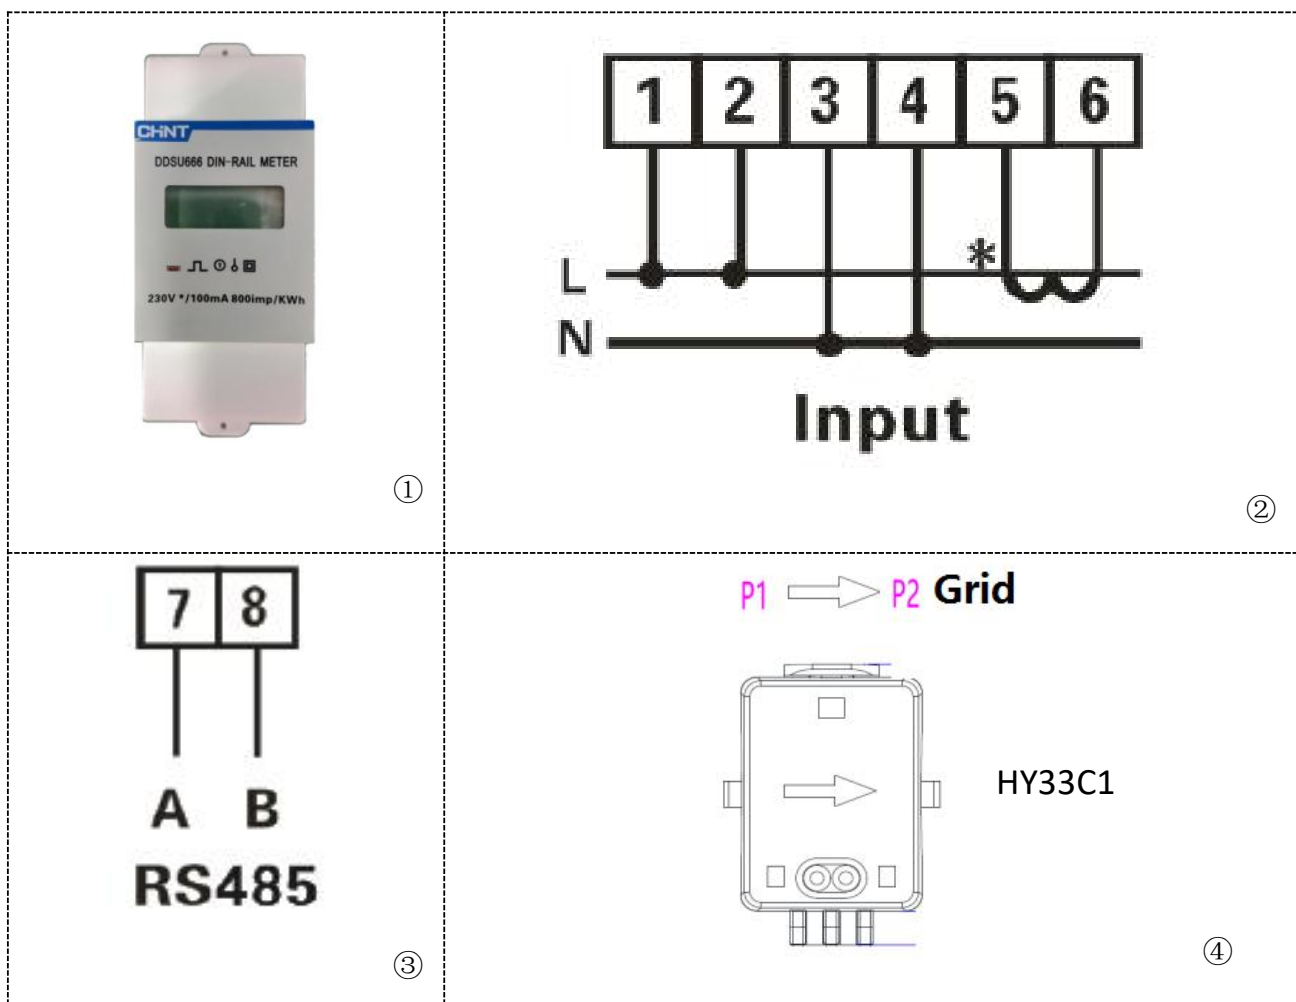 CHNT
DDSU666 DIN-RAIL METER
230V */100mA 800imp/KWh
①
1 2 3 4 5 6
*
L
N
Input
②
7 8
A B
RS485
③
P1 P2 Grid
HY33C1
④